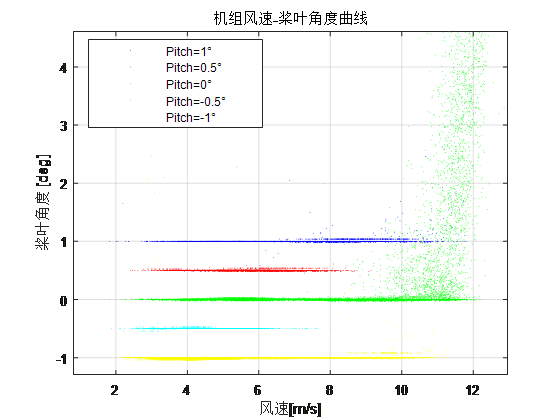 机组风速-桨叶角度曲线
Pitch=1°
Pitch=0.5°
Pitch=0°
Pitch=-0.5°
Pitch=-1°
4
3
2
1
0
-1
桨叶角度 [deg]
2
4
6
8
10
12
风速[m/s]